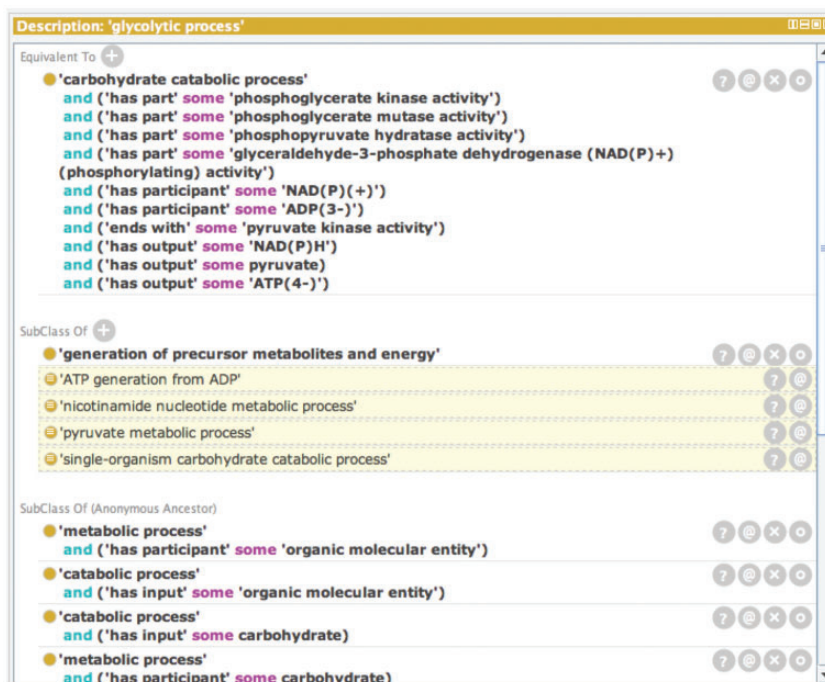 Description: 'glycolytic process'
Equivalent To
'carbohydrate catabolic process'
and ('has part' some 'phosphoglycerate kinase activity')
and ('has part' some 'phosphoglycerate mutase activity')
and ('has part' some 'phosphopyruvate hydratase activity')
and ('has part' some 'glyceraldehyde-3-phosphate dehydrogenase (NAD(P)+)
(phosphorylating) activity')
and ('has participant' some 'NAD(P)(+)')
and ('has participant' some 'ADP(3-)')
and ('ends with' some 'pyruvate kinase activity')
and ('has output' some 'NAD(P)H')
and ('has output' some pyruvate)
and ('has output' some 'ATP(4-)')
SubClass Of
'generation of precursor metabolites and energy'
'ATP generation from ADP'
'nicotinamide nucleotide metabolic process'
'pyruvate metabolic process'
'single-organism carbohydrate catabolic process'
SubClass Of (Anonymous Ancestor)
'metabolic process'
and ('has participant' some 'organic molecular entity')
'catabolic process'
and ('has input' some 'organic molecular entity')
'catabolic process'
and ('has input' some carbohydrate)
'metabolic process'
and ('has participant' some carbohydrate)